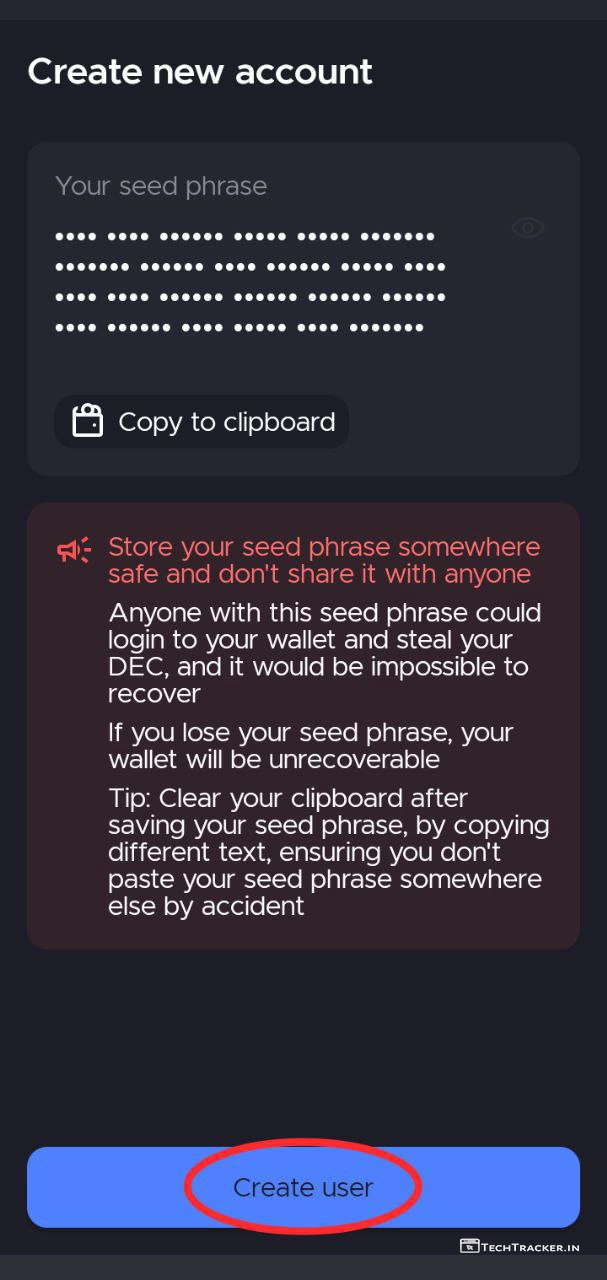 Create new account
Your seed phrase
•••• •••• •••••• ••••• ••••• •••••••
••••••• •••••• •••• •••••• ••••• ••••
•••• •••• •••••• •••••• •••••• ••••••
•••• •••••• •••• ••••• •••• •••••••
Copy to clipboard
Store your seed phrase somewhere
safe and don't share it with anyone
Anyone with this seed phrase could
login to your wallet and steal your
DEC, and it would be impossible to
recover
If you lose your seed phrase, your
wallet will be unrecoverable
Tip: Clear your clipboard after
saving your seed phrase, by copying
different text, ensuring you don't
paste your seed phrase somewhere
else by accident
Create user
TECHTRACKER.IN